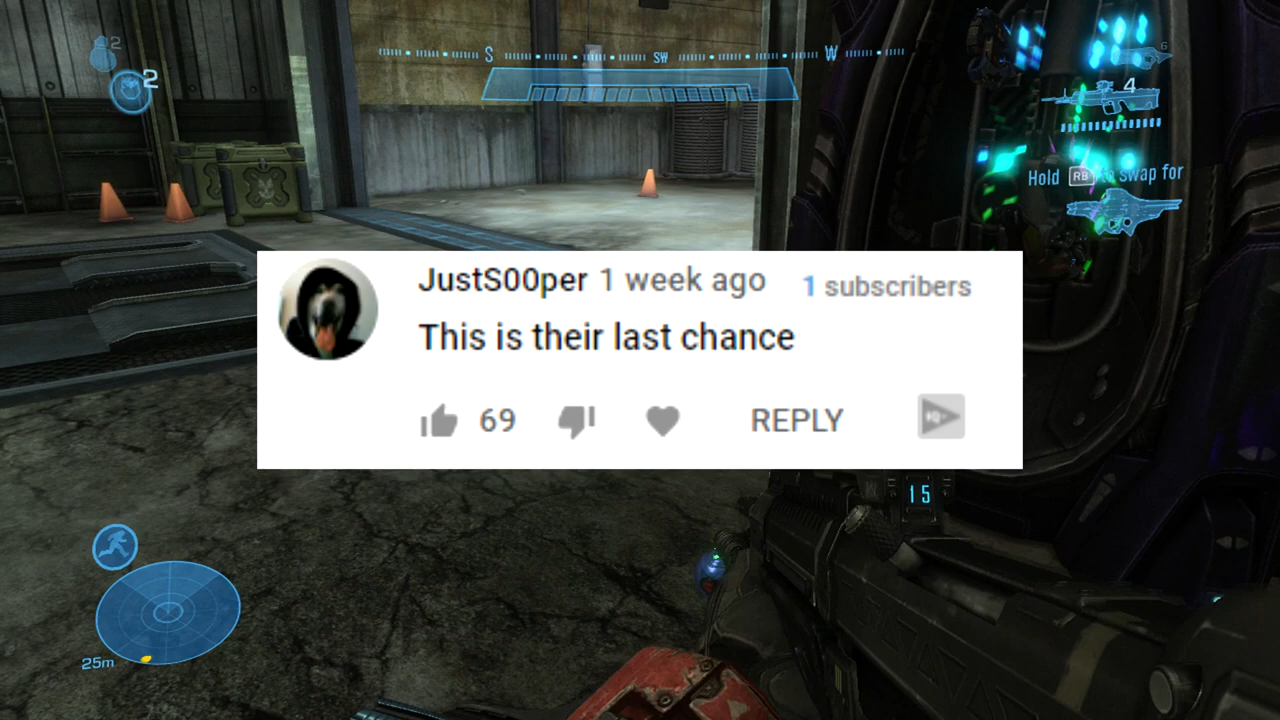 2
2
S SW W
6
4
Hold RB to swap for
JustS00per 1 week ago 1 subscribers
This is their last chance
69 REPLY
15
25m